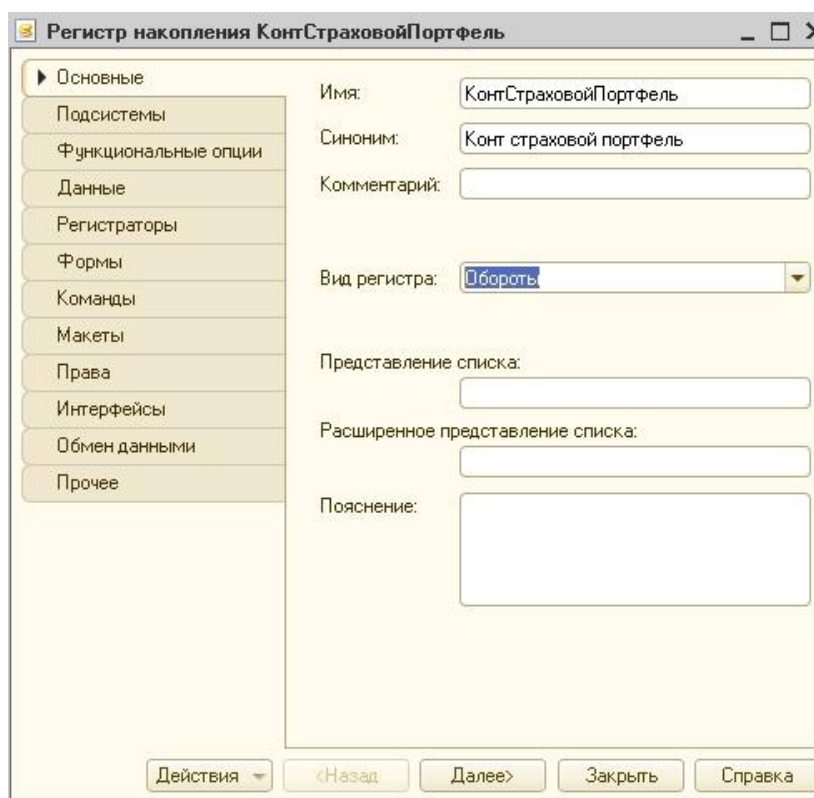 Регистр накопления КонтСтраховойПортфель
Основные
Подсистемы
Функциональные опции
Данные
Регистраторы
Формы
Команды
Макеты
Права
Интерфейсы
Обмен данными
Прочее
Имя: КонтСтраховойПортфель
Синоним: Конт страховой портфель
Комментарий:
Вид регистра: Обороты
Представление списка:
Расширенное представление списка:
Пояснение:
Действия <Назад Далее> Закрыть Справка